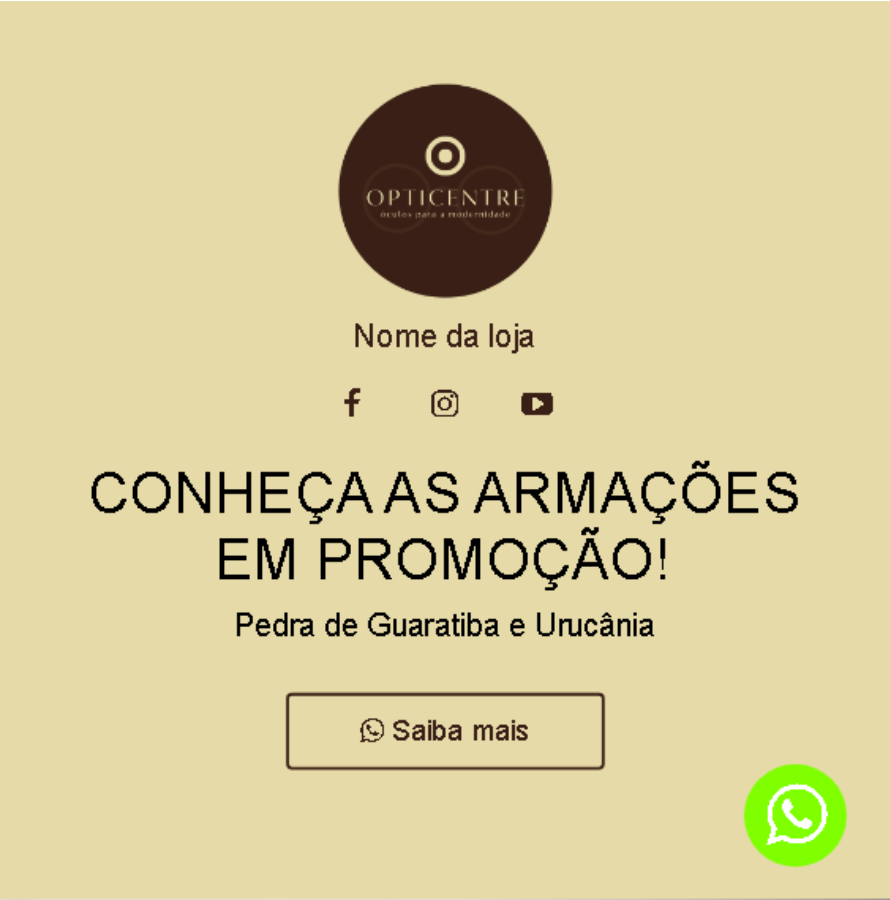 OPTICENTRE
óculos para a modernidade
Nome da loja
CONHEÇA AS ARMAÇÕES
EM PROMOÇÃO!
Pedra de Guaratiba e Urucânia
Saiba mais